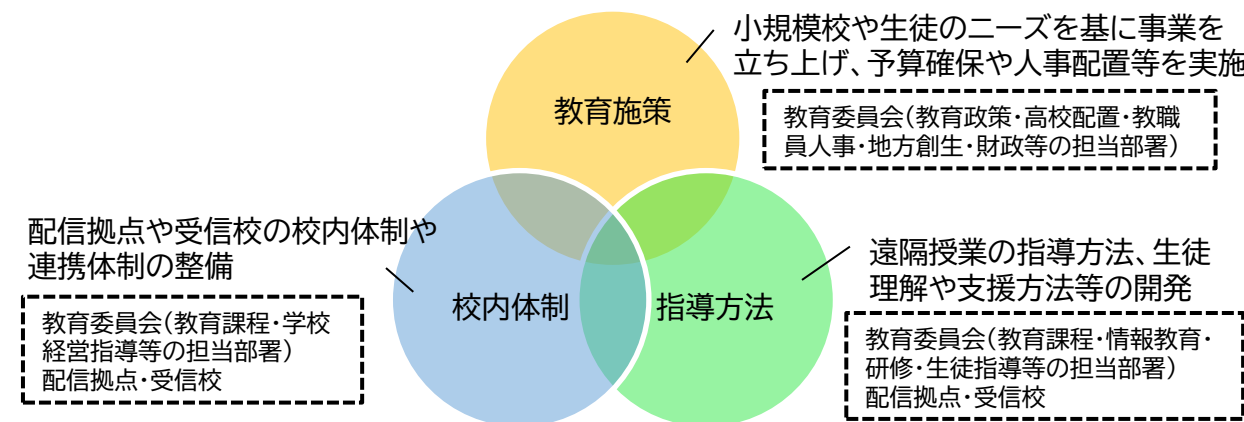 小規模校や生徒のニーズを基に事業を
立ち上げ、予算確保や人事配置等を実施
教育施策
教育委員会(教育政策・高校配置・教職
員人事・地方創生・財政等の担当部署)
配信拠点や受信校の校内体制や
連携体制の整備
校内体制
教育委員会(教育課程・学校
経営指導等の担当部署)
配信拠点・受信校
指導方法
遠隔授業の指導方法、生徒
理解や支援方法等の開発
教育委員会(教育課程・情報教育・
研修・生徒指導等の担当部署)
配信拠点・受信校